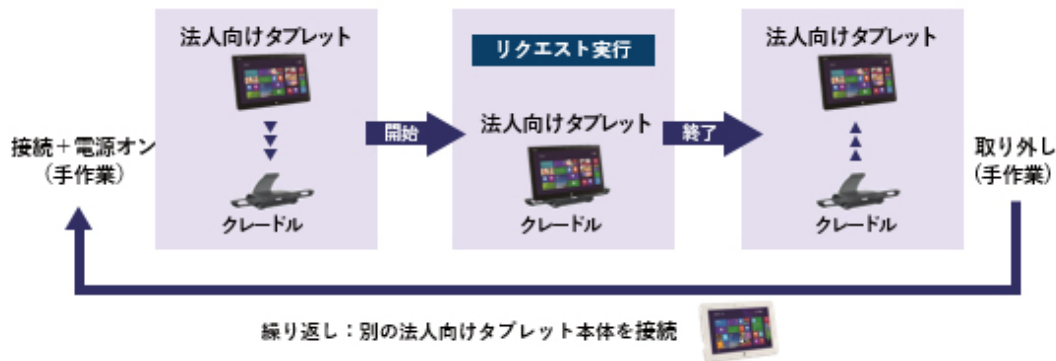 法人向けタブレット
クレードル
接続+電源オン
(手作業)
開始
リクエスト実行
法人向けタブレット
クレードル
終了
法人向けタブレット
クレードル
取り外し
(手作業)
繰り返し：別の法人向けタブレット本体を接続